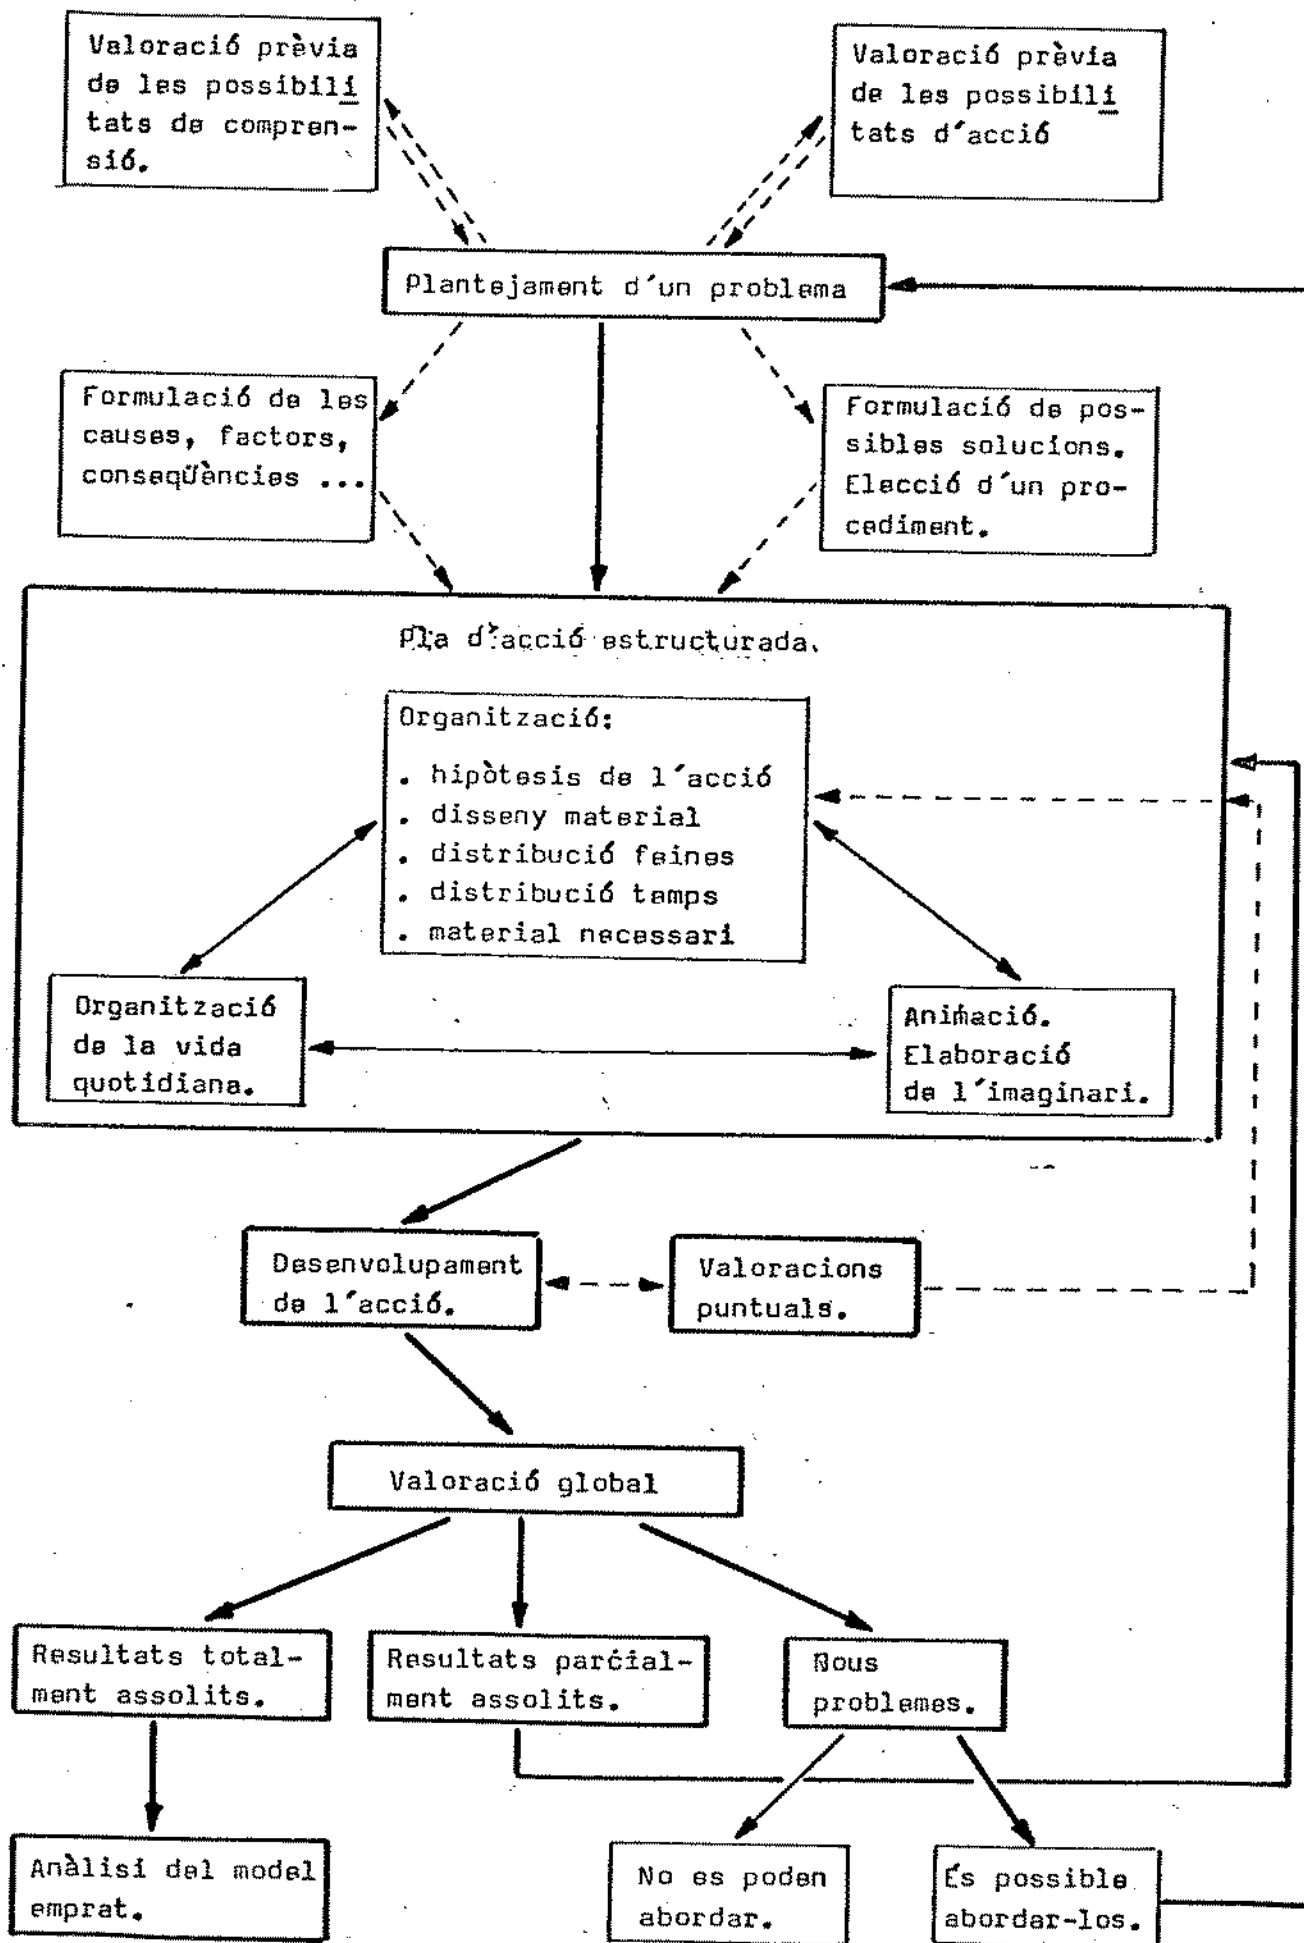 Valoració prèvia
de les possibili
tats de compren-
sió.
Valoració prèvia
de les possibili
tats d'acció
Plantejament d'un problema
Formulació de les
causes, factors,
conseqüències ...
Formulació de pos-
sibles solucions.
Elecció d'un pro-
cediment.
Pla d'acció estructurada.
Organització:
. hipòtesis de l'acció
. disseny material
. distribució feines
. distribució temps
. material necessari
Organització
de la vida
quotidiana.
Animació.
Elaboració
de l'imaginari.
Desenvolupament
de l'acció.
Valoracions
puntuals.
Valoració global
Resultats total-
ment assolits.
Resultats parcial-
ment assolits.
Nous
problemes.
Anàlisi del model
emprat.
No es poden
abordar.
És possible
abordar-los.